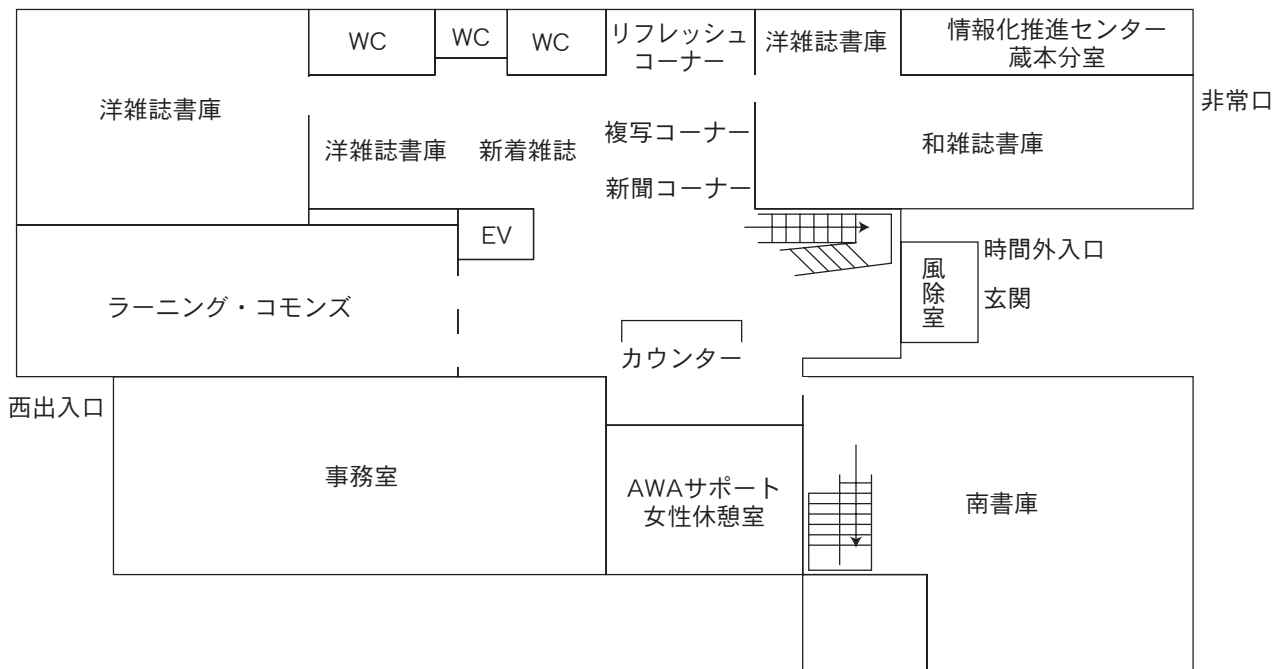 WC
WC
WC
リフレッシュ
コーナー
洋雑誌書庫
情報化推進センター
蔵本分室
洋雑誌書庫
非常口
洋雑誌書庫
新着雑誌
複写コーナー
和雑誌書庫
新聞コーナー
EV
時間外入口
風除室
玄関
ラーニング・コモンズ
カウンター
西出入口
事務室
AWAサポート
女性休憩室
南書庫